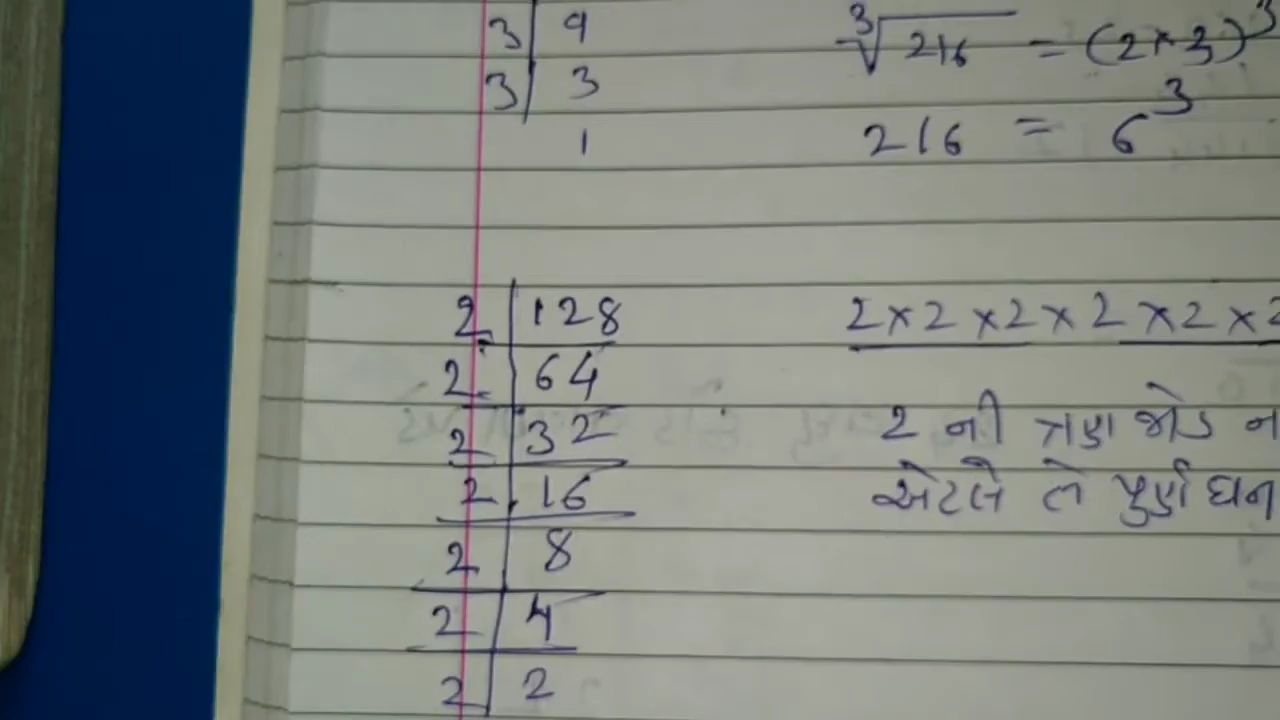 3 | 9
3 | 3
1
∛216 = (2×3)³
216 = 6³
2 | 128
2 | 64
2 | 32
2 | 16
2 | 8
2 | 4
2 | 2
2 × 2 × 2 × 2 × 2 × 2
2 ની ત્રણ જોડ ન
એટલે તે પુર્ણ ઘન